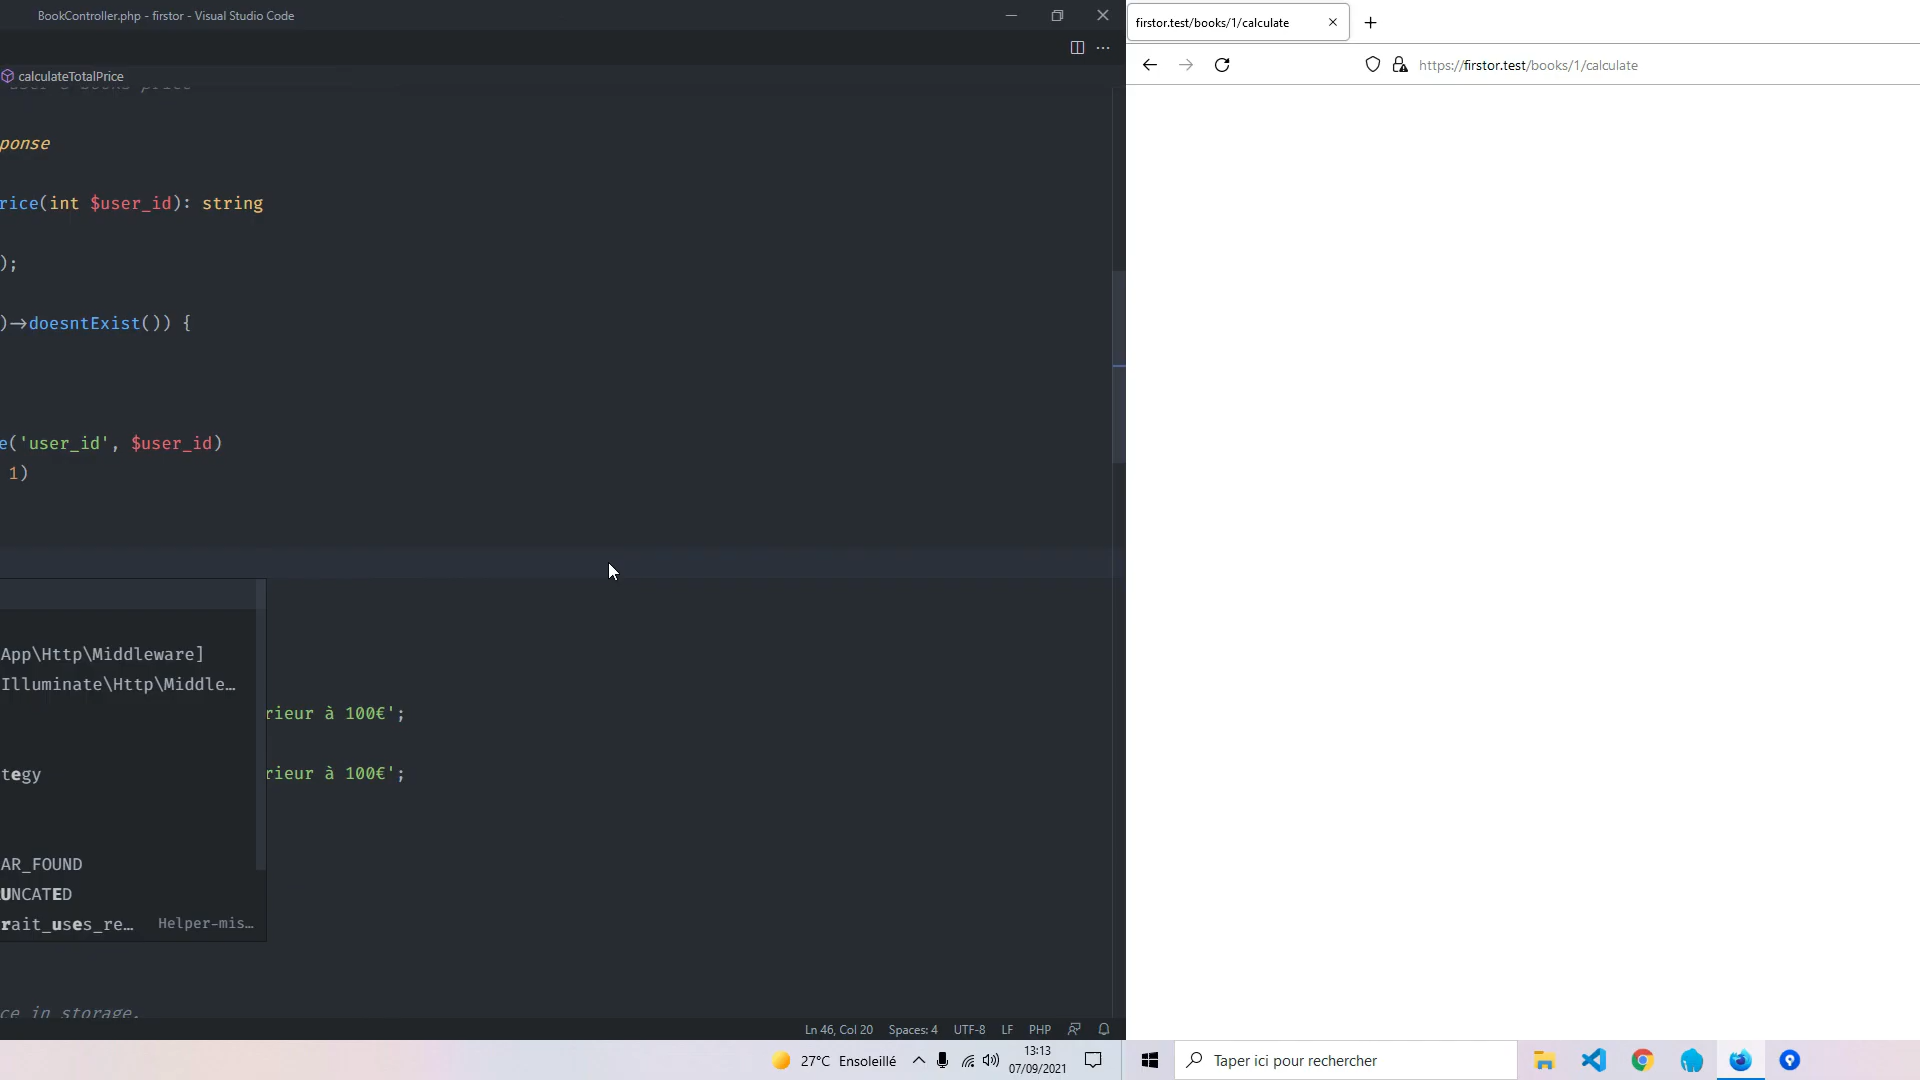 BookController.php - firstor - Visual Studio Code
calculateTotalPrice
user's books price
ponse
rice(int $user_id): string
);
)->doesntExist()) {
e('user_id', $user_id)
1)
App\Http\Middleware]
Illuminate\Http\Middle…
rieur à 100€';
tegy
rieur à 100€';
AR_FOUND
UNCATED
rait_uses_re… Helper-mis…
ce in storage.
Ln 46, Col 20 Spaces: 4 UTF-8 LF PHP
27°C Ensoleillé
13:13
07/09/2021
firstor.test/books/1/calculate
https://firstor.test/books/1/calculate
Taper ici pour rechercher